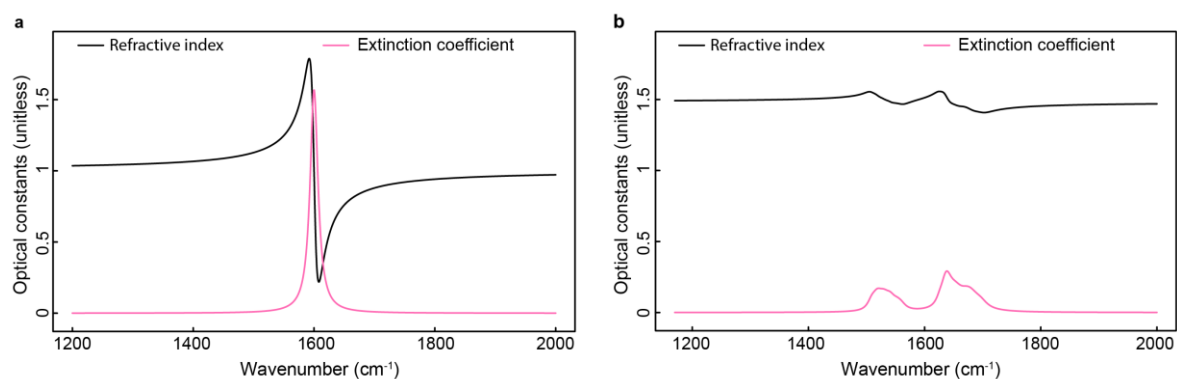 a
Refractive index
Extinction coefficient
Optical constants (unitless)
1.5
1
0.5
0
1200
1400
1600
1800
2000
Wavenumber (cm⁻¹)
b
Refractive index
Extinction coefficient
Optical constants (unitless)
1.5
1
0.5
0
1200
1400
1600
1800
2000
Wavenumber (cm⁻¹)